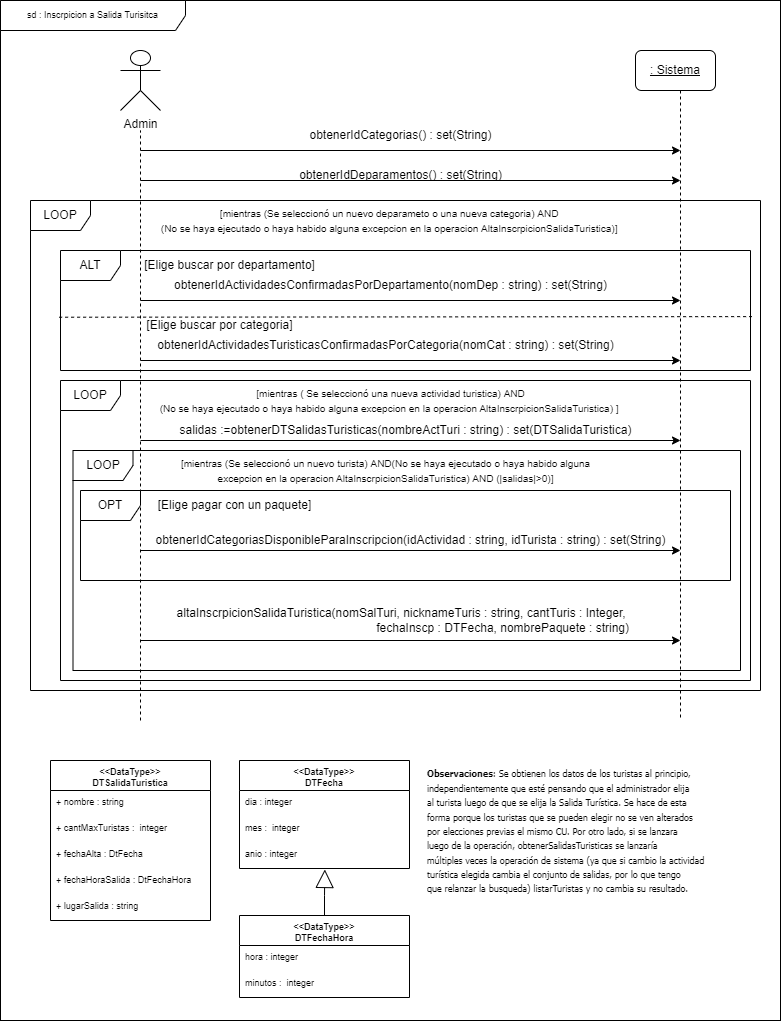 sd : Inscrpicion a Salida Turisitca
: Sistema
Admin
obtenerIdCategorias() : set(String)
obtenerIdDeparamentos() : set(String)
LOOP
[mientras (Se seleccionó un nuevo deparameto o una nueva categoria) AND
(No se haya ejecutado o haya habido alguna excepcion en la operacion AltaInscrpicionSalidaTuristica)]
ALT
[Elige buscar por departamento]
obtenerIdActividadesConfirmadasPorDepartamento(nomDep : string) : set(String)
[Elige buscar por categoria]
obtenerIdActividadesTuristicasConfirmadasPorCategoria(nomCat : string) : set(String)
LOOP
[mientras ( Se seleccionó una nueva actividad turistica) AND
(No se haya ejecutado o haya habido alguna excepcion en la operacion AltaInscrpicionSalidaTuristica) ]
salidas :=obtenerDTSalidasTuristicas(nombreActTuri : string) : set(DTSalidaTuristica)
LOOP
[mientras (Se seleccionó un nuevo turista) AND(No se haya ejecutado o haya habido alguna
excepcion en la operacion AltaInscrpicionSalidaTuristica) AND (|salidas|>0)]
OPT
[Elige pagar con un paquete]
obtenerIdCategoriasDisponibleParaInscripcion(idActividad : string, idTurista : string) : set(String)
altaInscrpicionSalidaTuristica(nomSalTuri, nicknameTuris : string, cantTuris : Integer,
fechaInscp : DTFecha, nombrePaquete : string)
<<DataType>>
DTSalidaTuristica
+ nombre : string
+ cantMaxTuristas : integer
+ fechaAlta : DtFecha
+ fechaHoraSalida : DtFechaHora
+ lugarSalida : string
<<DataType>>
DTFecha
dia : integer
mes : integer
anio : integer
<<DataType>>
DTFechaHora
hora : integer
minutos : integer
Observaciones: Se obtienen los datos de los turistas al principio,
independientemente que esté pensando que el administrador elija
al turista luego de que se elija la Salida Turística. Se hace de esta
forma porque los turistas que se pueden elegir no se ven alterados
por elecciones previas el mismo CU. Por otro lado, si se lanzara
luego de la operación, obtenerSalidasTuristicas se lanzaría
múltiples veces la operación de sistema (ya que si cambio la actividad
turística elegida cambia el conjunto de salidas, por lo que tengo
que relanzar la busqueda) listarTuristas y no cambia su resultado.